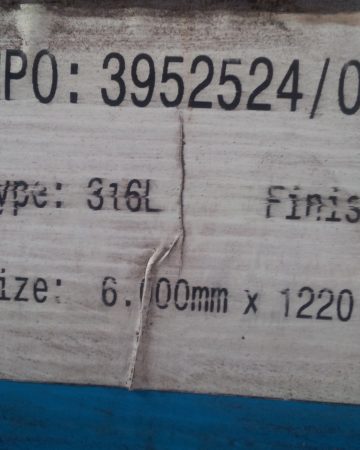 PO: 3952524/0
ype: 316L Finis
ize: 6.000mm x 1220